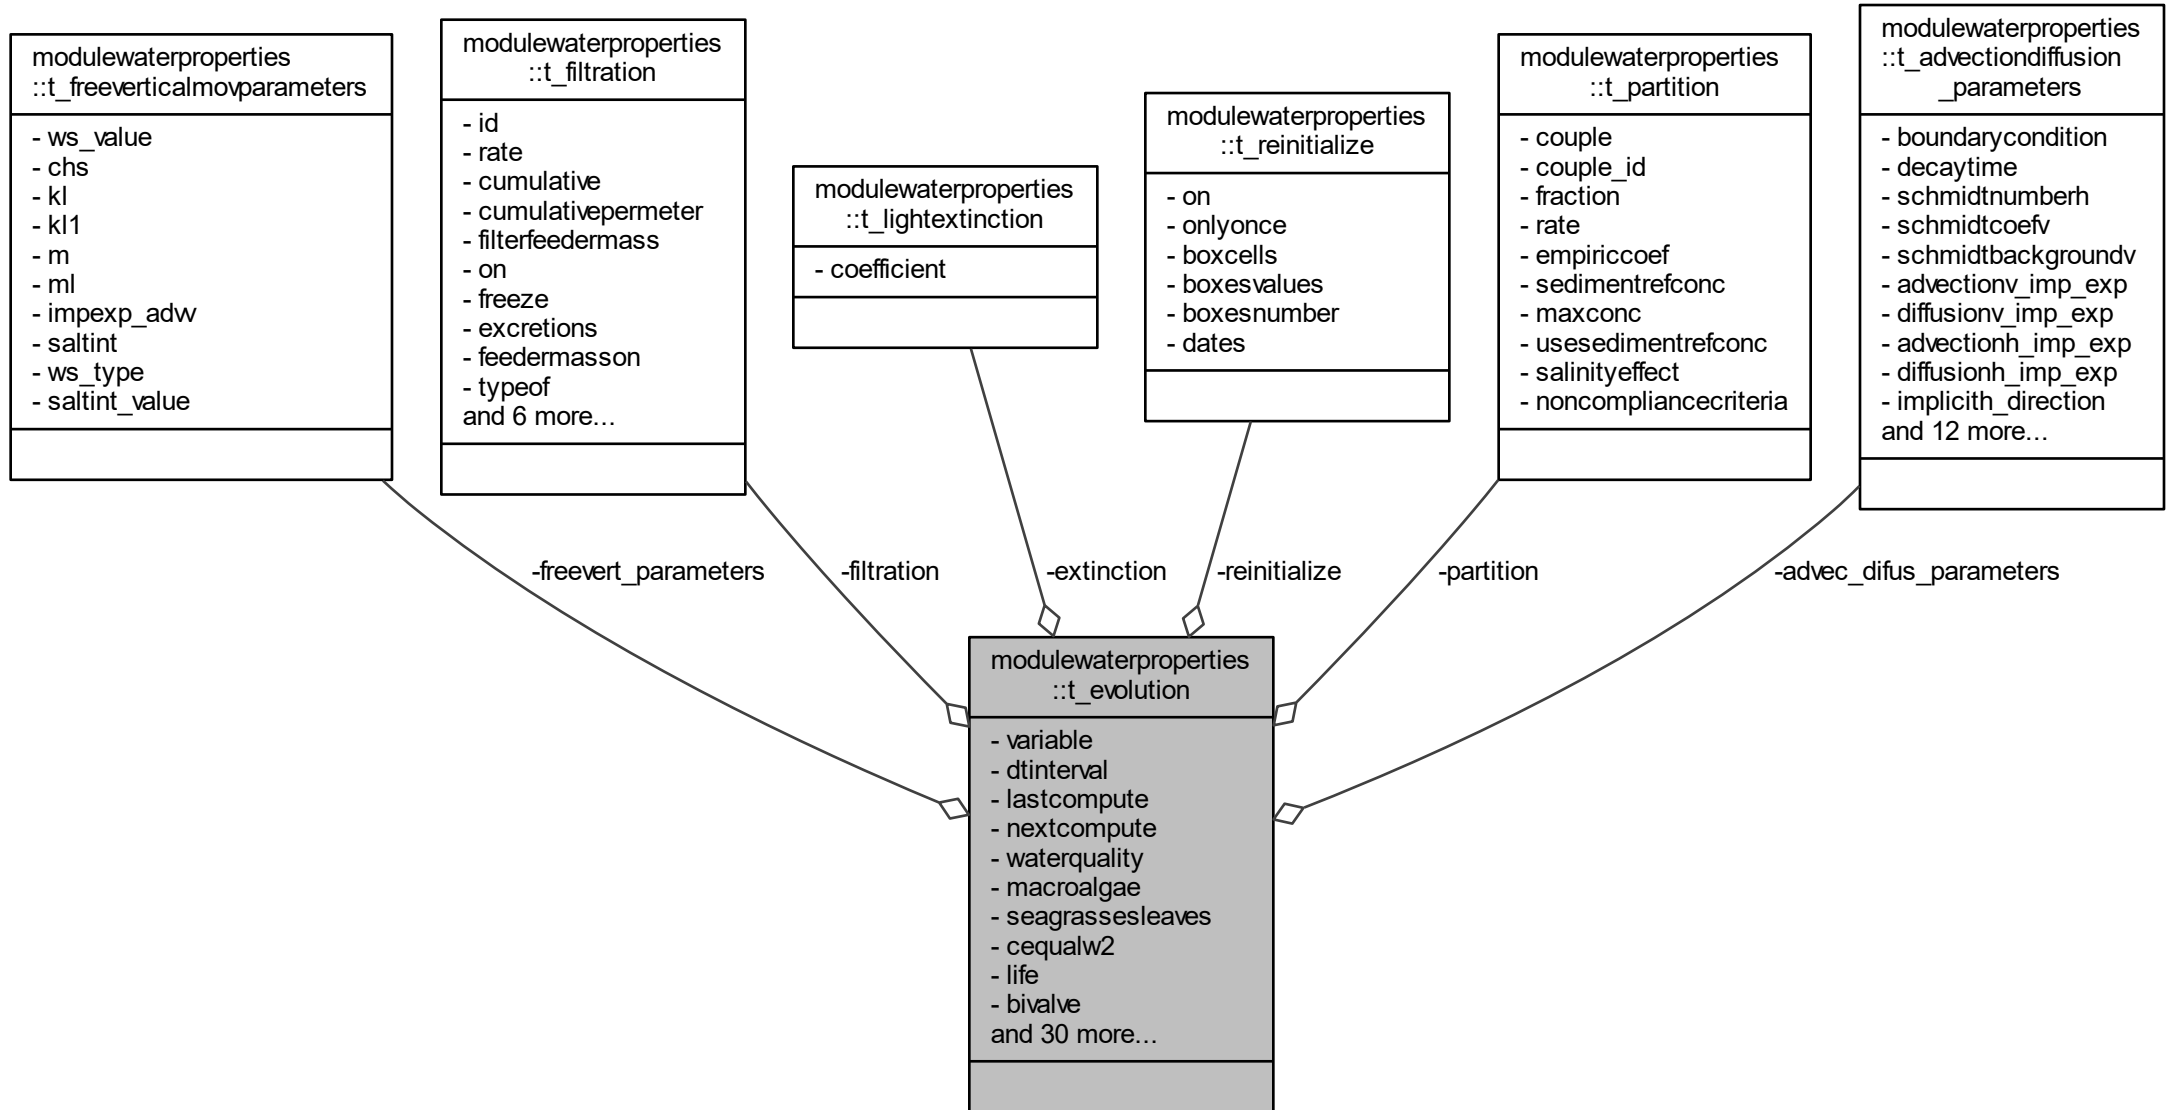 modulewaterproperties
::t_freeverticalmovparameters
- ws_value
- chs
- kl
- kl1
- m
- ml
- impexp_advv
- saltint
- ws_type
- saltint_value
modulewaterproperties
::t_filtration
- id
- rate
- cumulative
- cumulativepermeter
- filterfeedermass
- on
- freeze
- excretions
- feedermasson
- typeof
and 6 more...
modulewaterproperties
::t_lightextinction
- coefficient
modulewaterproperties
::t_reinitialize
- on
- onlyonce
- boxcells
- boxesvalues
- boxesnumber
- dates
modulewaterproperties
::t_partition
- couple
- couple_id
- fraction
- rate
- empiriccoef
- sedimentrefconc
- maxconc
- usesedimentrefconc
- salinityeffect
- noncompliancecriteria
modulewaterproperties
::t_advectiondiffusion
_parameters
- boundarycondition
- decaytime
- schmidtnumberh
- schmidtcoefv
- schmidtbackgroundv
- advectionv_imp_exp
- diffusionv_imp_exp
- advectionh_imp_exp
- diffusionh_imp_exp
- implicith_direction
and 12 more...
-freevert_parameters
-filtration
-extinction
-reinitialize
-partition
-advec_difus_parameters
modulewaterproperties
::t_evolution
- variable
- dtinterval
- lastcompute
- nextcompute
- waterquality
- macroalgae
- seagrassesleaves
- cequalw2
- life
- bivalve
and 30 more...